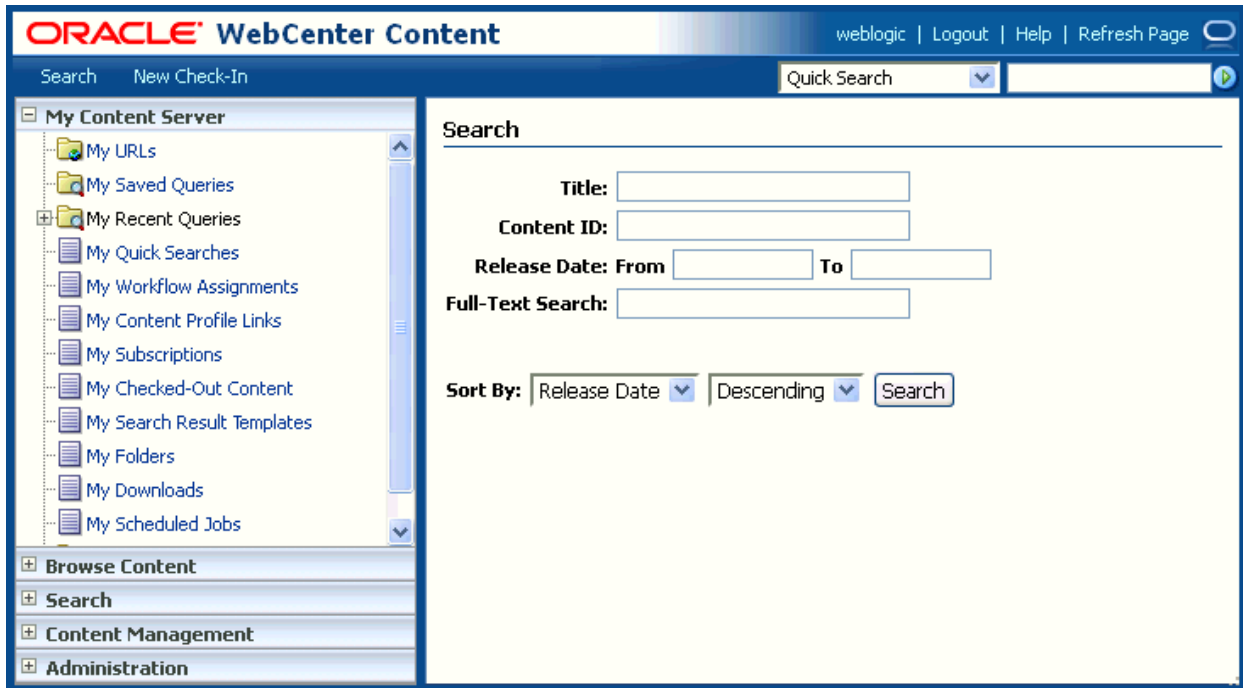 ORACLE WebCenter Content
weblogic | Logout | Help | Refresh Page
Search New Check-In
Quick Search
My Content Server
My URLs
My Saved Queries
My Recent Queries
My Quick Searches
My Workflow Assignments
My Content Profile Links
My Subscriptions
My Checked-Out Content
My Search Result Templates
My Folders
My Downloads
My Scheduled Jobs
Browse Content
Search
Content Management
Administration
Search
Title:
Content ID:
Release Date: From To
Full-Text Search:
Sort By: Release Date Descending Search